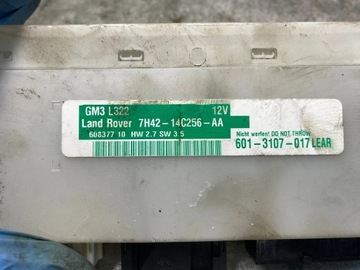 GM3 L322 12V
Land Rover 7H42-14C256-AA
608377 10 HW 2.7 SW 3.5
Nicht werfen! DO NOT THROW
601-3107-017 LEAR